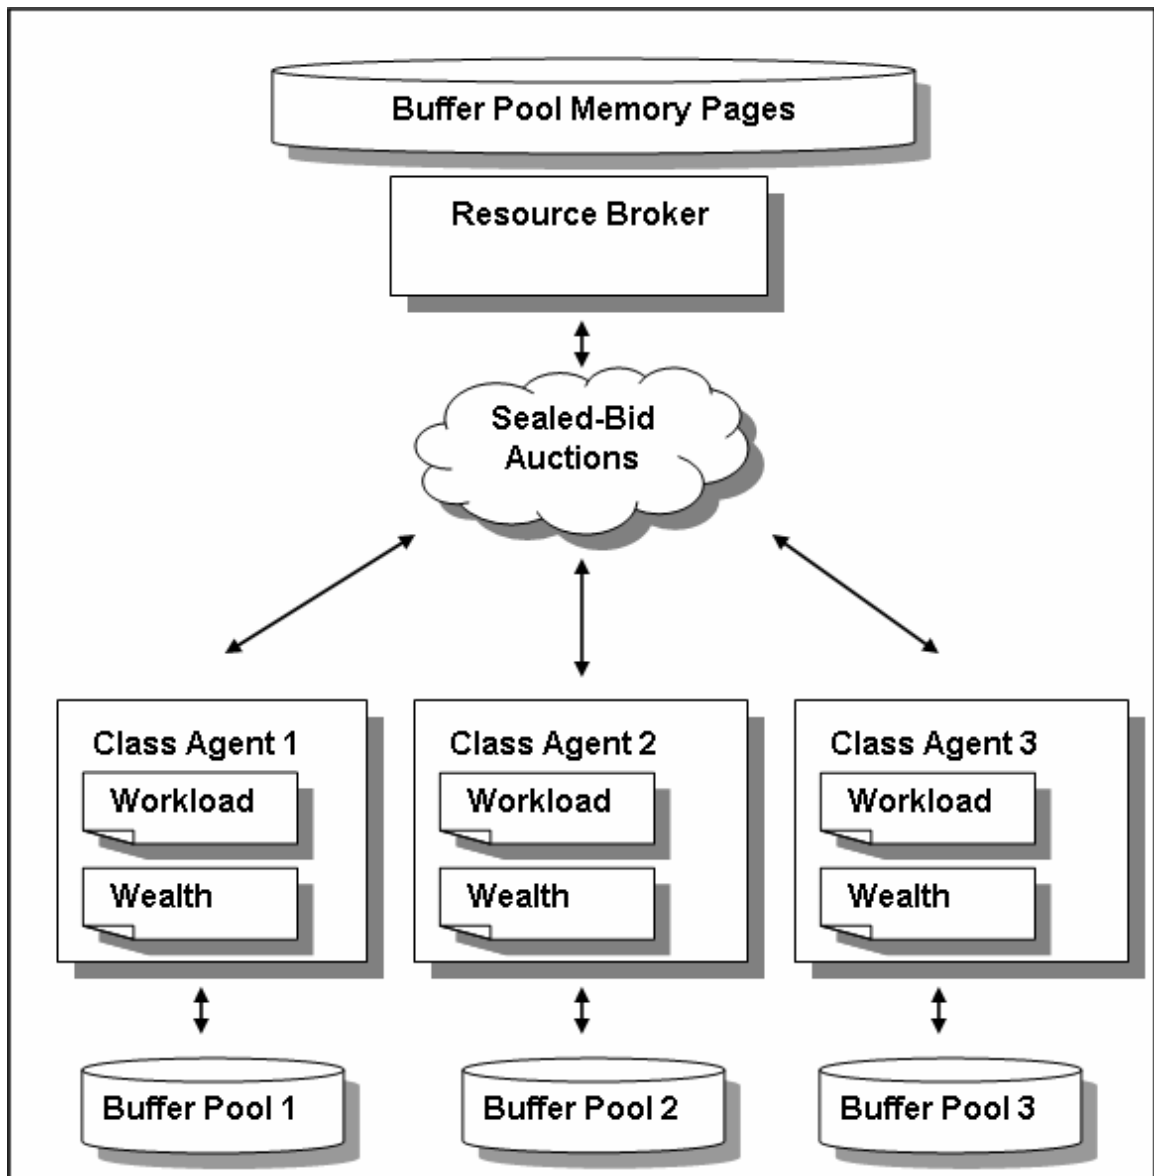 Buffer Pool Memory Pages
Resource Broker
Sealed-Bid
Auctions
Class Agent 1
Workload
Wealth
Class Agent 2
Workload
Wealth
Class Agent 3
Workload
Wealth
Buffer Pool 1
Buffer Pool 2
Buffer Pool 3